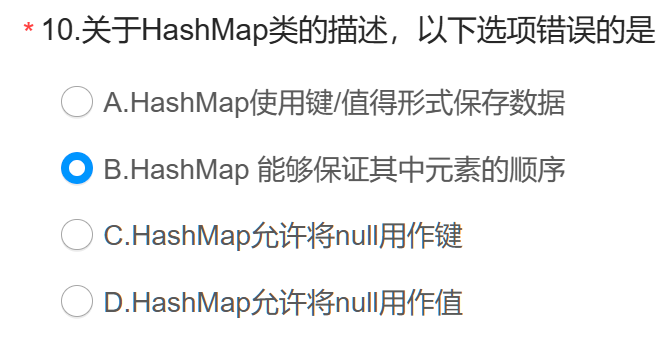 * 10.关于HashMap类的描述，以下选项错误的是
A.HashMap使用键/值得形式保存数据
B.HashMap 能够保证其中元素的顺序
C.HashMap允许将null用作键
D.HashMap允许将null用作值